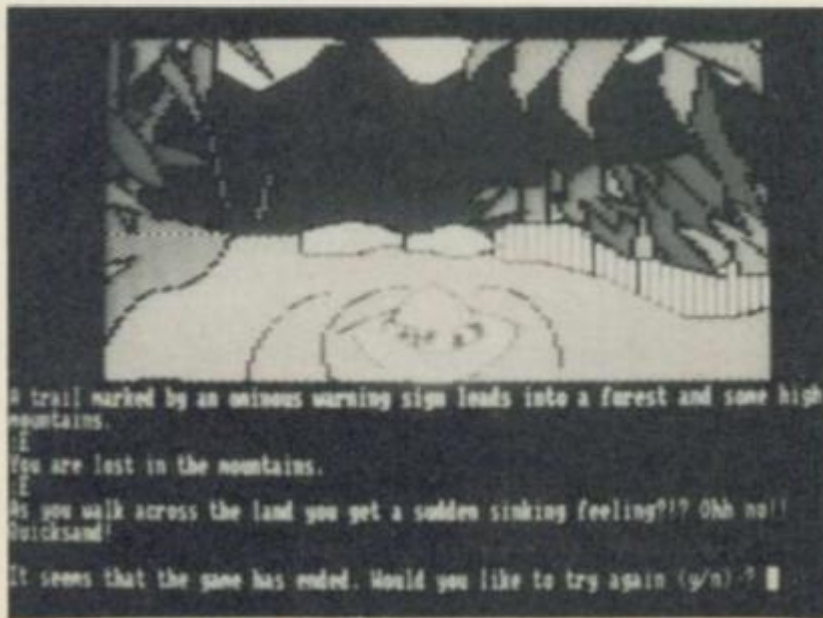 A trail marked by an ominous warning sign leads into a forest and some high
mountains.
:E
You are lost in the mountains.
:E
As you walk across the land you get a sudden sinking feeling?!? Ohh no!!
Quicksand!
It seems that the game has ended. Would you like to try again (y/n) ?